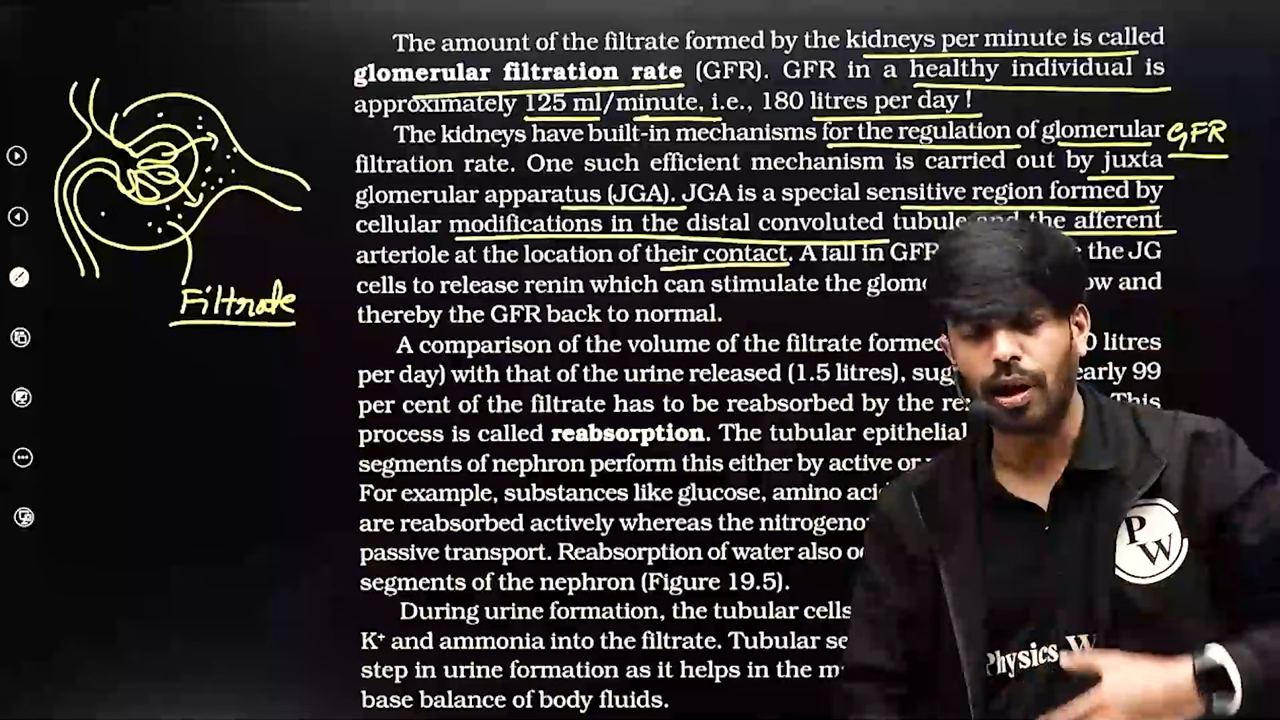 The amount of the filtrate formed by the kidneys per minute is called
glomerular filtration rate (GFR). GFR in a healthy individual is
approximately 125 ml/minute, i.e., 180 litres per day !
The kidneys have built-in mechanisms for the regulation of glomerular GFR
filtration rate. One such efficient mechanism is carried out by juxta
glomerular apparatus (JGA). JGA is a special sensitive region formed by
cellular modifications in the distal convoluted tubule and the afferent
arteriole at the location of their contact. A fall in GFR the JG
cells to release renin which can stimulate the and
thereby the GFR back to normal.
Filtrate
A comparison of the volume of the filtrate litres
per day) with that of the urine released (1.5 litres), 99
per cent of the filtrate has to be reabsorbed by the This
process is called reabsorption. The tubular epithelial
segments of nephron perform this either by active or
For example, substances like glucose, amino
are reabsorbed actively whereas the
passive transport. Reabsorption of water also
segments of the nephron (Figure 19.5).
During urine formation, the tubular cells
K⁺ and ammonia into the filtrate. Tubular
step in urine formation as it helps in the
base balance of body fluids.
P
W
Physics W